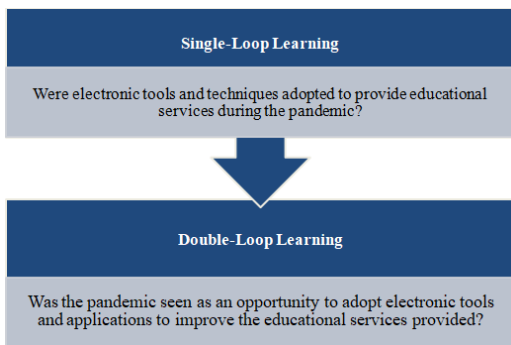 Single-Loop Learning
Were electronic tools and techniques adopted to provide educational
services during the pandemic?
Double-Loop Learning
Was the pandemic seen as an opportunity to adopt electronic tools
and applications to improve the educational services provided?